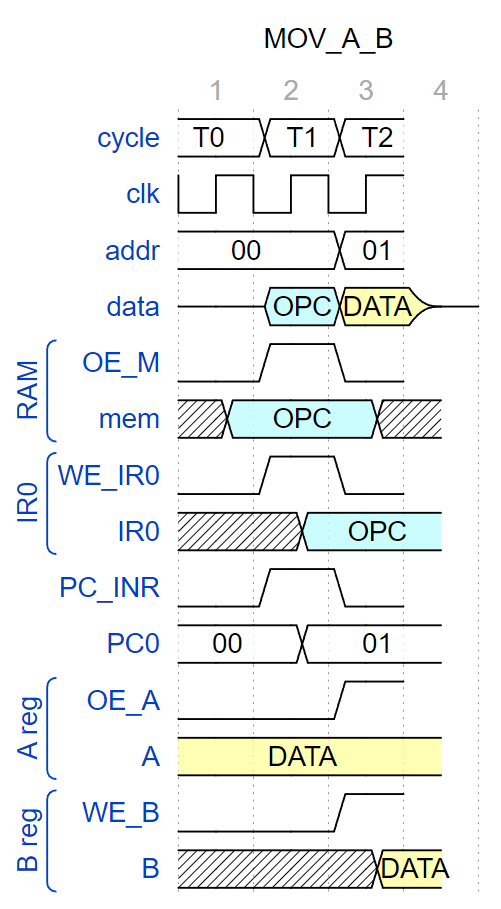 MOV_A_B
1 2 3 4
cycle T0 T1 T2
clk
addr 00 01
data OPC DATA
RAM
OE_M
mem OPC
IR0
WE_IR0
IR0 OPC
PC_INR
PC0 00 01
A reg
OE_A
A DATA
B reg
WE_B
B DATA